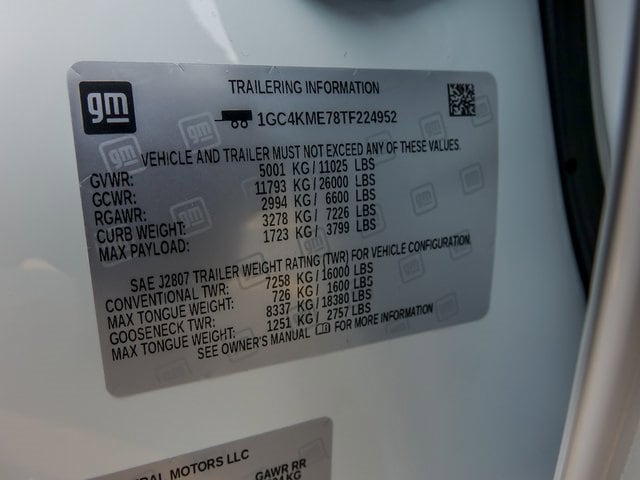 gm
TRAILERING INFORMATION
1GC4KME78TF224952
VEHICLE AND TRAILER MUST NOT EXCEED ANY OF THESE VALUES.
GVWR: 5001 KG / 11025 LBS
GCWR: 11793 KG / 26000 LBS
RGAWR: 2994 KG / 6600 LBS
CURB WEIGHT: 3278 KG / 7226 LBS
MAX PAYLOAD: 1723 KG / 3799 LBS
SAE J2807 TRAILER WEIGHT RATING (TWR) FOR VEHICLE CONFIGURATION.
CONVENTIONAL TWR: 7258 KG / 16000 LBS
MAX TONGUE WEIGHT: 726 KG / 1600 LBS
GOOSENECK TWR: 8337 KG / 18380 LBS
MAX TONGUE WEIGHT: 1251 KG / 2757 LBS
SEE OWNER'S MANUAL FOR MORE INFORMATION
RAL MOTORS LLC
GAWR RR
KG